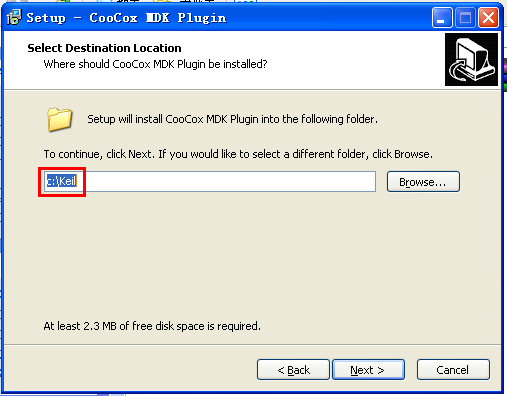 Setup - CooCox MDK Plugin
Select Destination Location
Where should CooCox MDK Plugin be installed?
Setup will install CooCox MDK Plugin into the following folder.
To continue, click Next. If you would like to select a different folder, click Browse.
c:\Keil
Browse...
At least 2.3 MB of free disk space is required.
< Back
Next >
Cancel